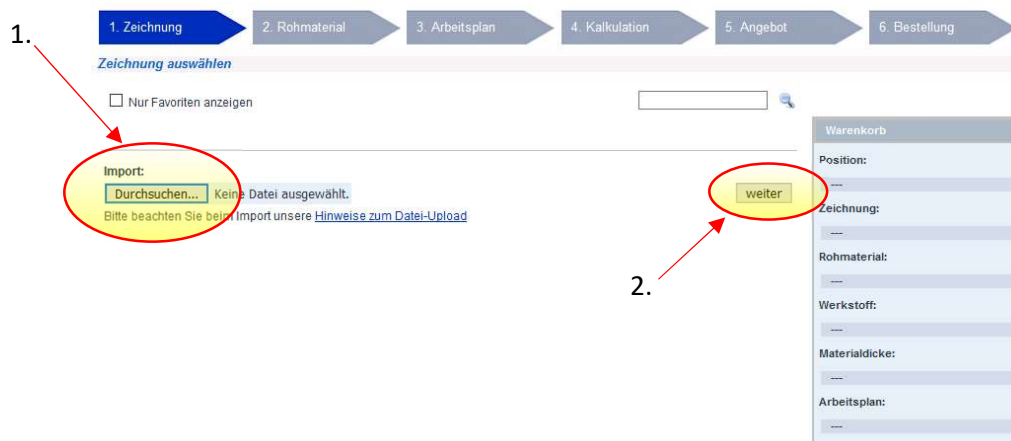 1. Zeichnung 2. Rohmaterial 3. Arbeitsplan 4. Kalkulation 5. Angebot 6. Bestellung
1.
Zeichnung auswählen
Nur Favoriten anzeigen
Import:
Durchsuchen... Keine Datei ausgewählt.
Bitte beachten Sie beim Import unsere Hinweise zum Datei-Upload
weiter
2.
Warenkorb
Position:
---
Zeichnung:
---
Rohmaterial:
---
Werkstoff:
---
Materialdicke:
---
Arbeitsplan:
---